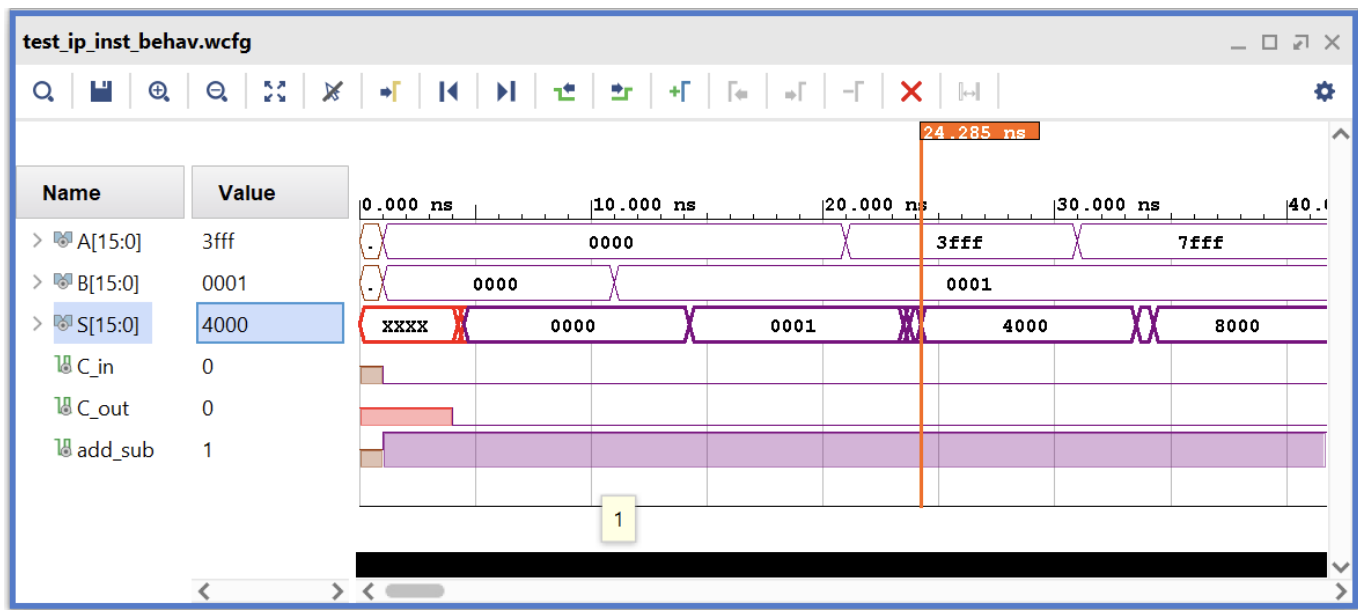 test_ip_inst_behav.wcfg
24.285 ns
Name Value
0.000 ns 10.000 ns 20.000 ns 30.000 ns 40.0
A[15:0] 3fff . 0000 3fff 7fff
B[15:0] 0001 . 0000 0001
S[15:0] 4000 XXXX 0000 0001 4000 8000
C_in 0
C_out 0
add_sub 1
1